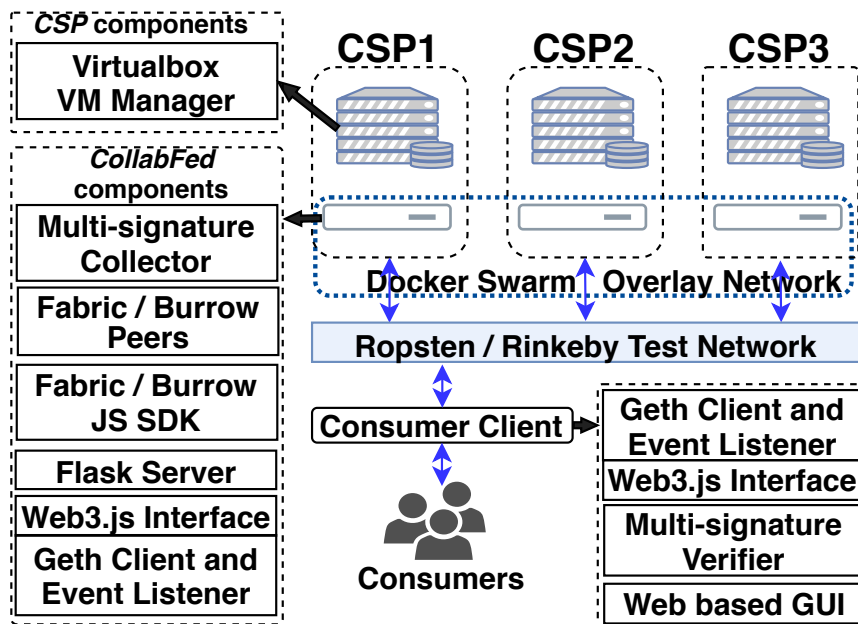 CSP components
Virtualbox
VM Manager
CollabFed
components
Multi-signature
Collector
Fabric / Burrow
Peers
Fabric / Burrow
JS SDK
Flask Server
Web3.js Interface
Geth Client and
Event Listener
CSP1 CSP2 CSP3
Docker Swarm Overlay Network
Ropsten / Rinkeby Test Network
Consumer Client
Consumers
Geth Client and
Event Listener
Web3.js Interface
Multi-signature
Verifier
Web based GUI